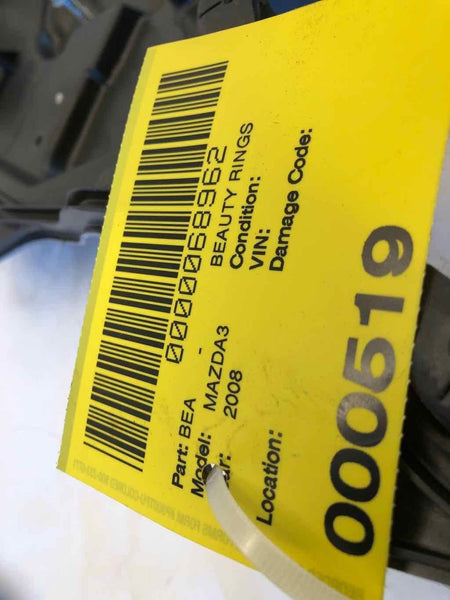 0000068962
Part: BEA - BEAUTY RINGS
Model: MAZDA3 Condition:
2008 VIN:
Damage Code:
Location:
000519